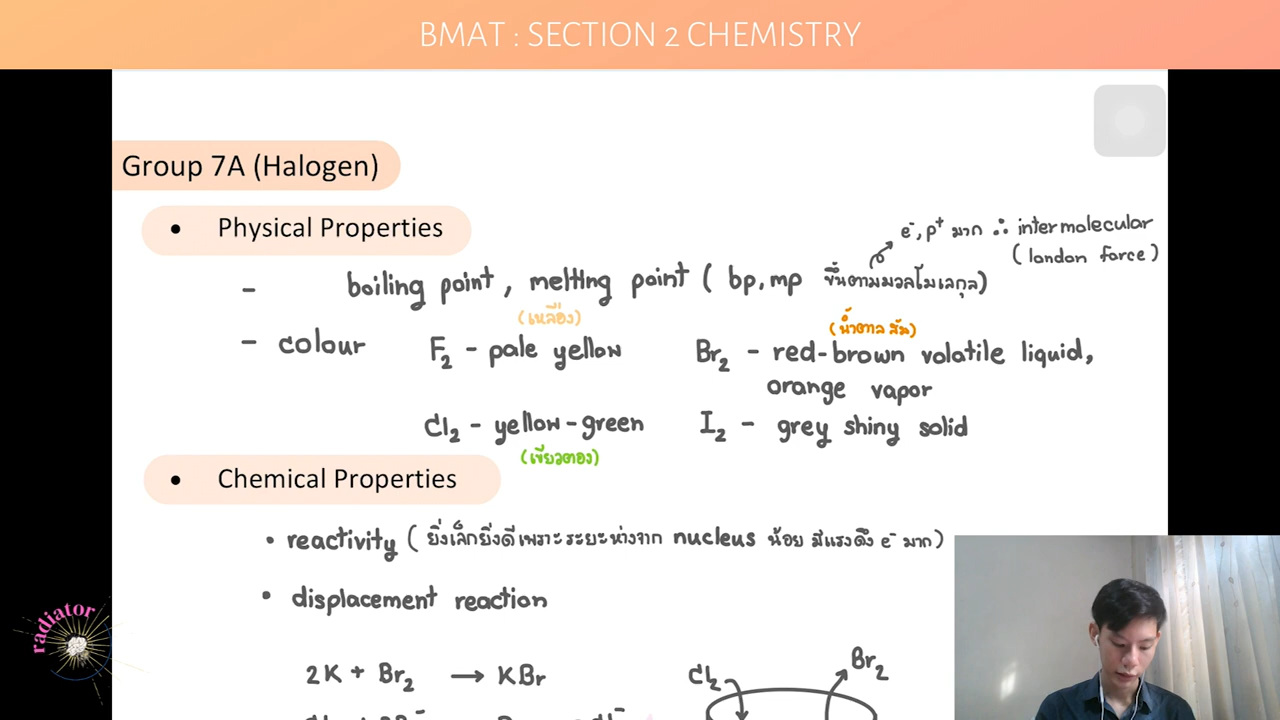 BMAT : SECTION 2 CHEMISTRY
Group 7A (Halogen)
• Physical Properties
e⁻, p⁺ มาก ∴ intermolecular
(london force)
- boiling point, melting point ( bp, mp ขึ้นตามมวลโมเลกุล)
(เหลือง)
(น้ำตาลส้ม)
- colour F₂ - pale yellow Br₂ - red-brown volatile liquid,
orange vapor
Cl₂ - yellow-green I₂ - grey shiny solid
(เขียวตอง)
• Chemical Properties
• reactivity ( ยิ่งเล็กยิ่งดีเพราะระยะห่างจาก nucleus น้อย มีแรงดึง e⁻ มาก)
• displacement reaction
2K + Br₂ → KBr
Cl₂
Br₂
radiator